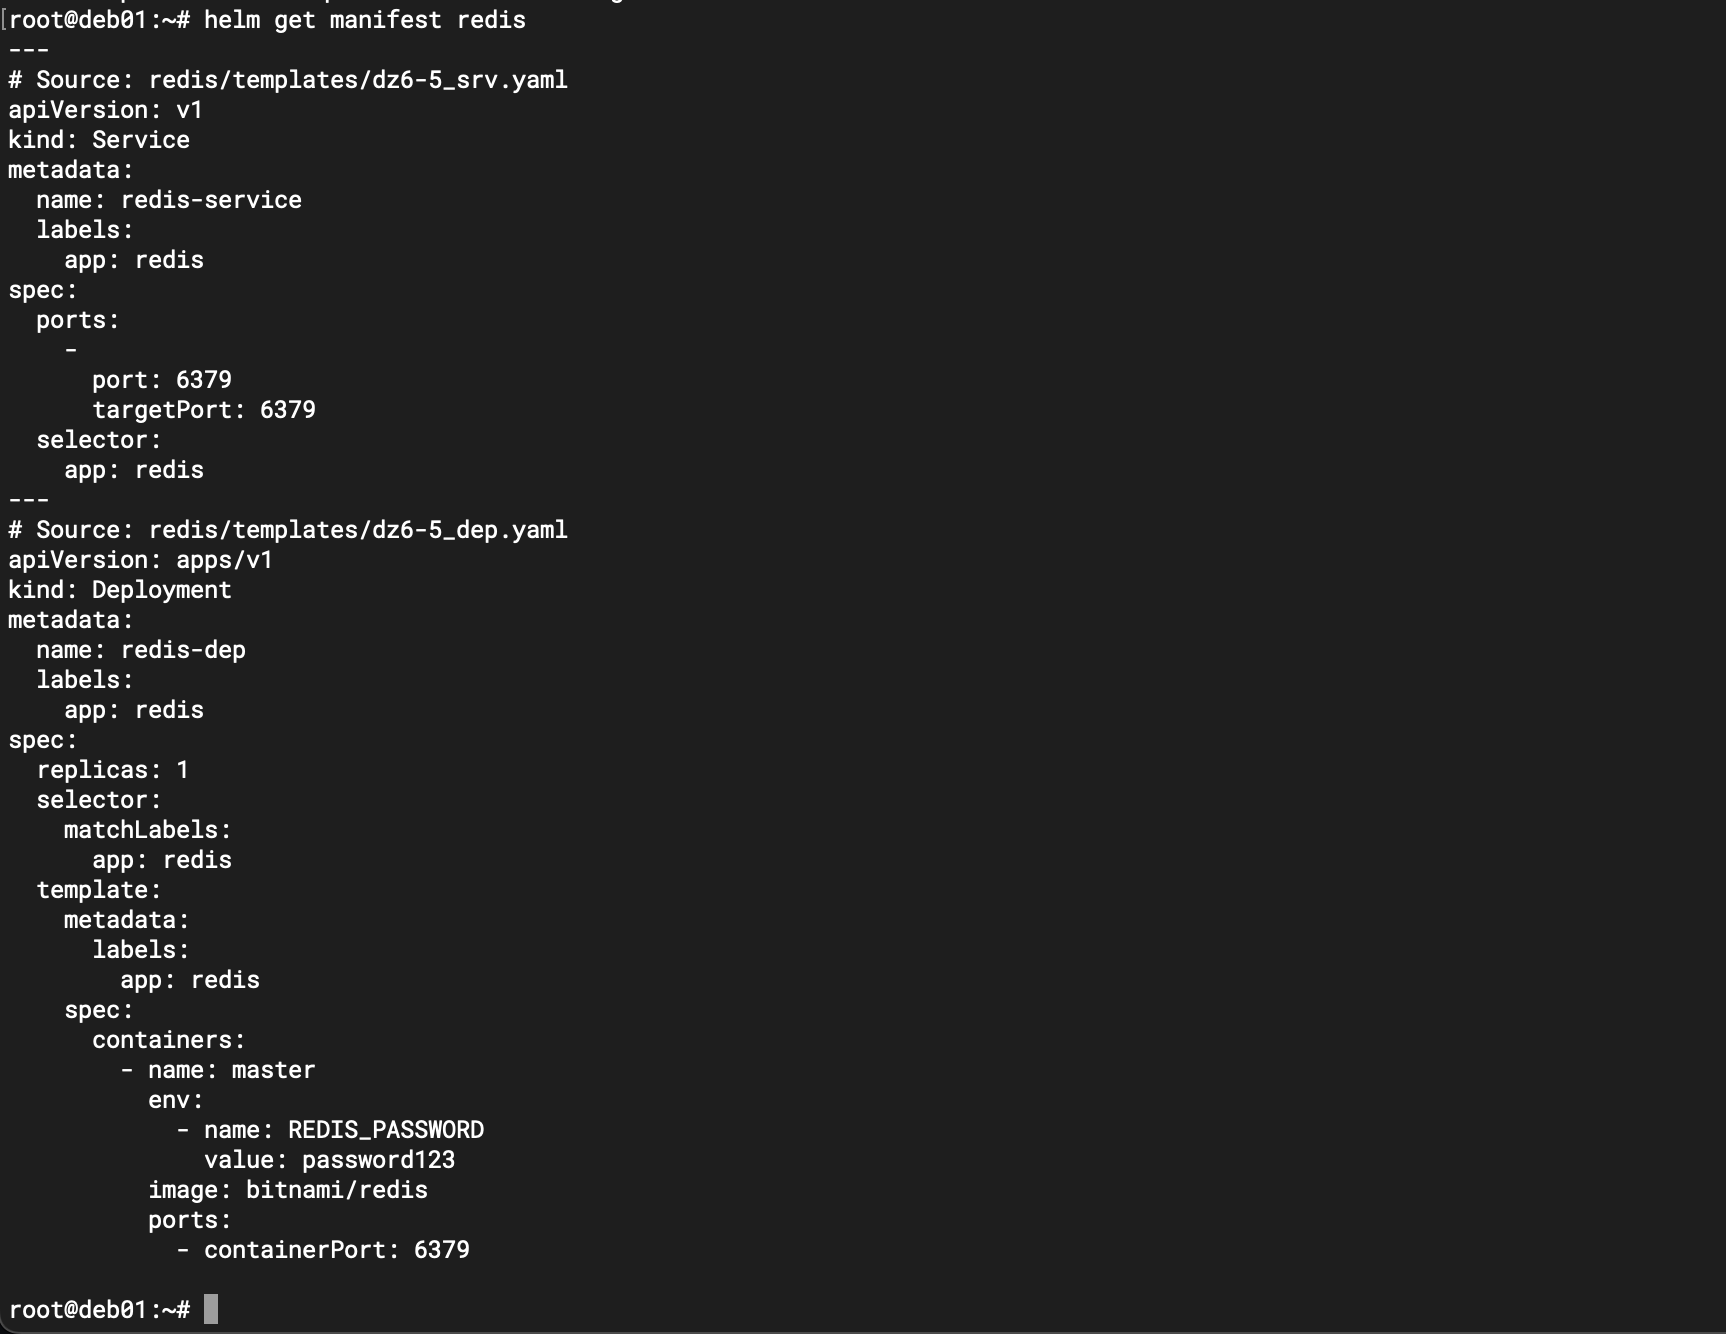 [root@deb01:~# helm get manifest redis
---
# Source: redis/templates/dz6-5_srv.yaml
apiVersion: v1
kind: Service
metadata:
  name: redis-service
  labels:
    app: redis
spec:
  ports:
    -
      port: 6379
      targetPort: 6379
  selector:
    app: redis
---
# Source: redis/templates/dz6-5_dep.yaml
apiVersion: apps/v1
kind: Deployment
metadata:
  name: redis-dep
  labels:
    app: redis
spec:
  replicas: 1
  selector:
    matchLabels:
      app: redis
  template:
    metadata:
      labels:
        app: redis
    spec:
      containers:
        - name: master
          env:
            - name: REDIS_PASSWORD
              value: password123
          image: bitnami/redis
          ports:
            - containerPort: 6379

root@deb01:~#